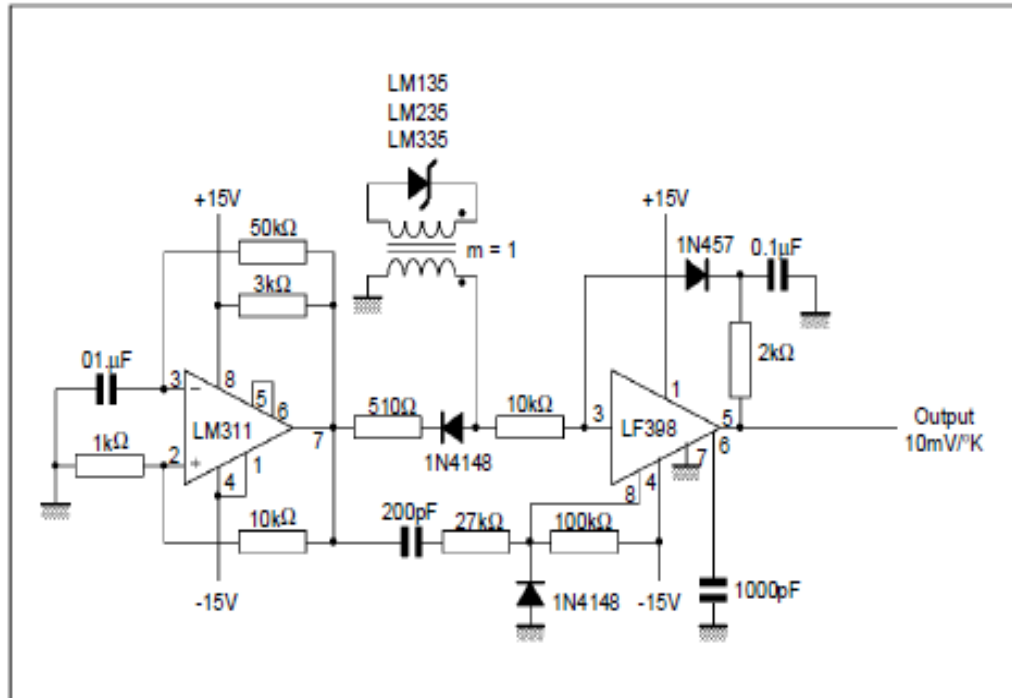 LM135
LM235
LM335
+15V
50kΩ
3kΩ
m = 1
+15V
1N457
0.1µF
2kΩ
01.µF
3
8
5
6
LM311
7
1kΩ
2
4
1
510Ω
1N4148
10kΩ
3
1
LF398
5
6
7
8
4
Output
10mV/°K
10kΩ
200pF
27kΩ
100kΩ
-15V
1N4148
-15V
1000pF